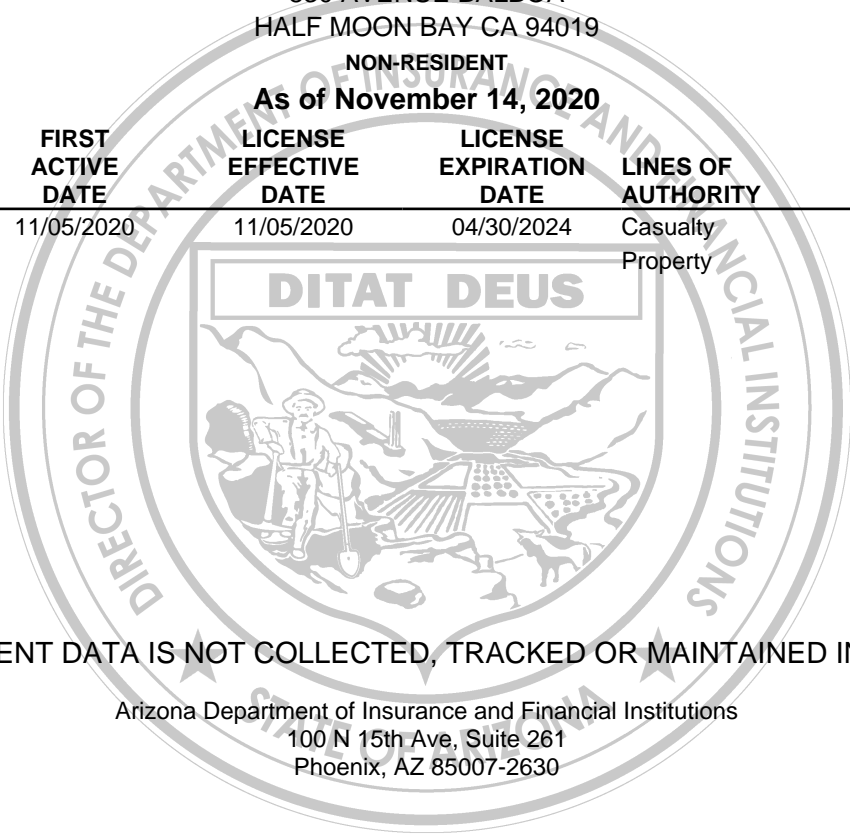 HALF MOON BAY CA 94019
NON-RESIDENT
As of November 14, 2020
FIRST ACTIVE DATE LICENSE EFFECTIVE DATE LICENSE EXPIRATION DATE LINES OF AUTHORITY
11/05/2020 11/05/2020 04/30/2024 Casualty
Property
DITAT DEUS
DIRECTOR OF THE DEPARTMENT OF INSURANCE AND FINANCIAL INSTITUTIONS
DATA IS NOT COLLECTED, TRACKED OR MAINTAINED
STATE OF ARIZONA
Arizona Department of Insurance and Financial Institutions
100 N 15th Ave, Suite 261
Phoenix, AZ 85007-2630